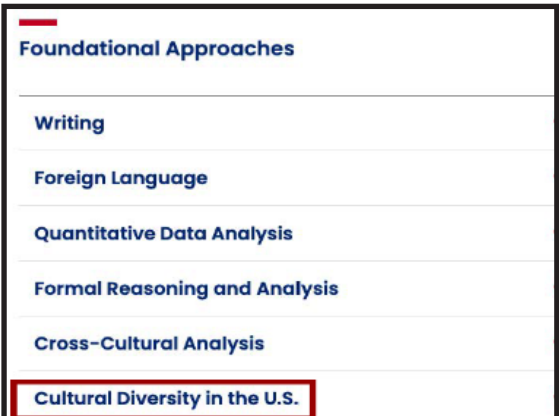 Foundational Approaches
Writing
Foreign Language
Quantitative Data Analysis
Formal Reasoning and Analysis
Cross-Cultural Analysis
Cultural Diversity in the U.S.